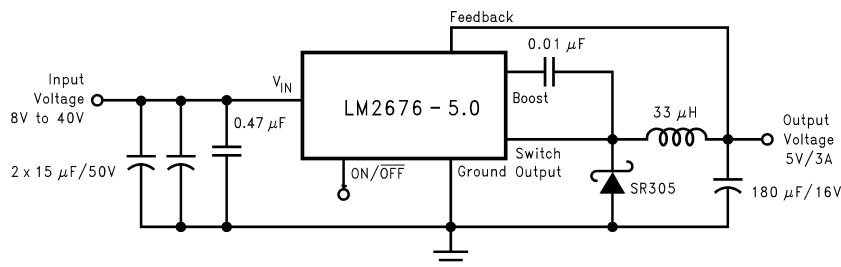 Feedback
0.01 μF
Input
Voltage
8V to 40V
V_IN
LM2676 - 5.0
Boost
33 μH
Output
Voltage
5V/3A
0.47 μF
2 x 15 μF/50V
ON/O̅F̅F̅
Ground
Switch
Output
SR305
180 μF/16V